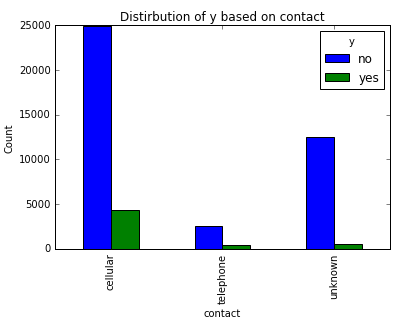 Distirbution of y based on contact
25000
20000
15000
10000
5000
0
Count
y
no
yes
cellular
telephone
unknown
contact